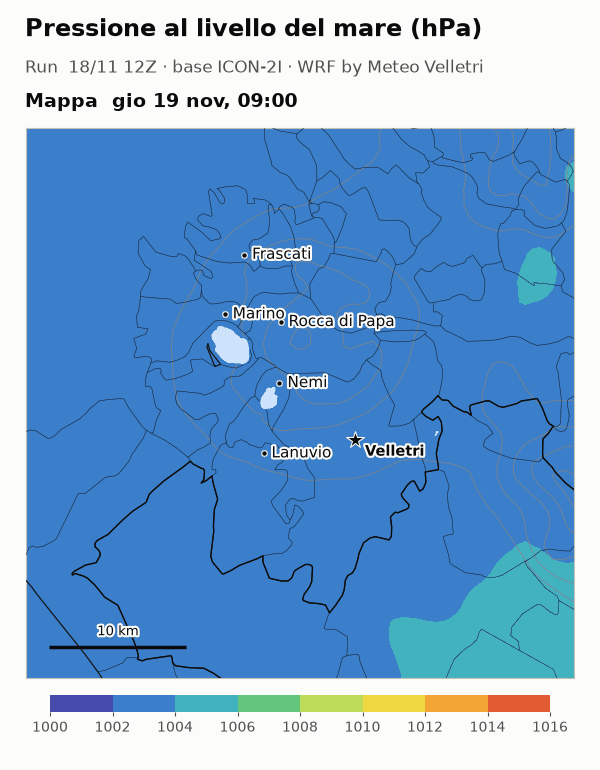 Pressione al livello del mare (hPa)
Run  18/11 12Z · base ICON-2I · WRF by Meteo Velletri
Mappa  gio 19 nov, 09:00
Frascati
Marino
Rocca di Papa
Nemi
Velletri
Lanuvio
10 km
1000 1002 1004 1006 1008 1010 1012 1014 1016